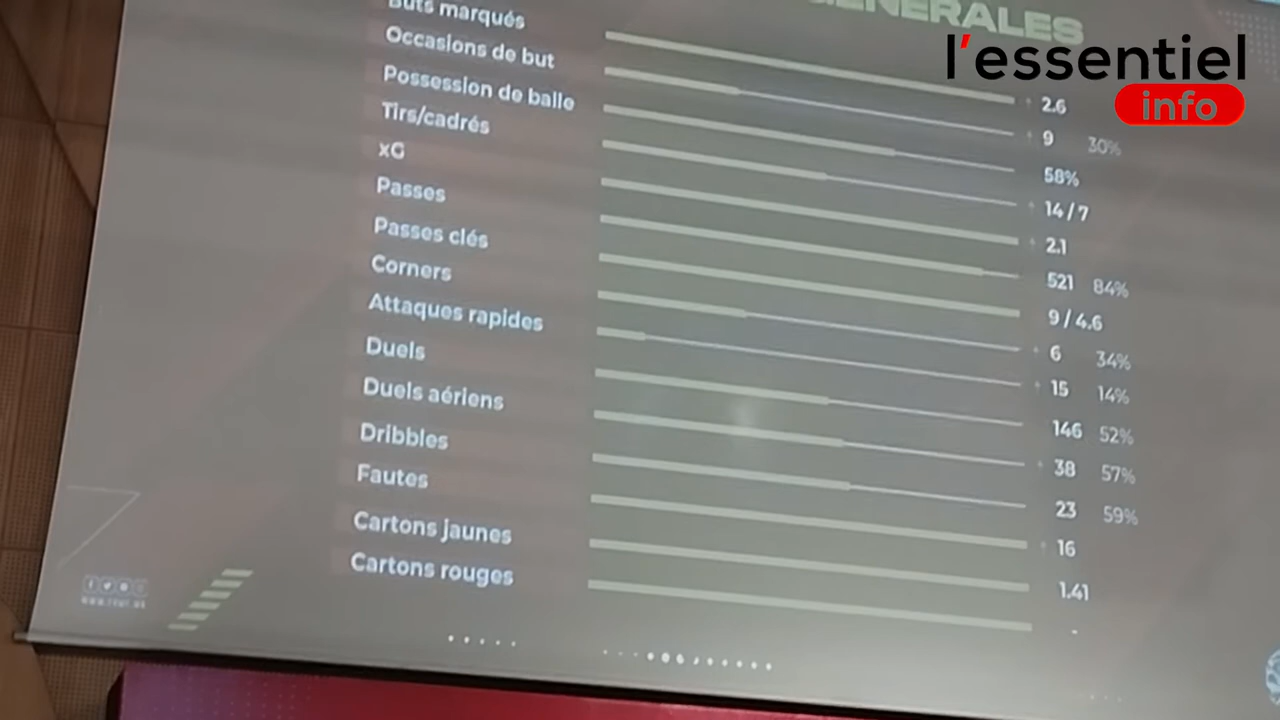 GÉNÉRALES
l'essentiel
info
Buts marqués 2.6
Occasions de but 9 30%
Possession de balle 58%
Tirs/cadrés 14 / 7
xG 2.1
Passes 521 84%
Passes clés 9 / 4.6
Corners 6 34%
Attaques rapides 15 14%
Duels 146 52%
Duels aériens 38 57%
Dribbles 23 59%
Fautes 16
Cartons jaunes 1.41
Cartons rouges -